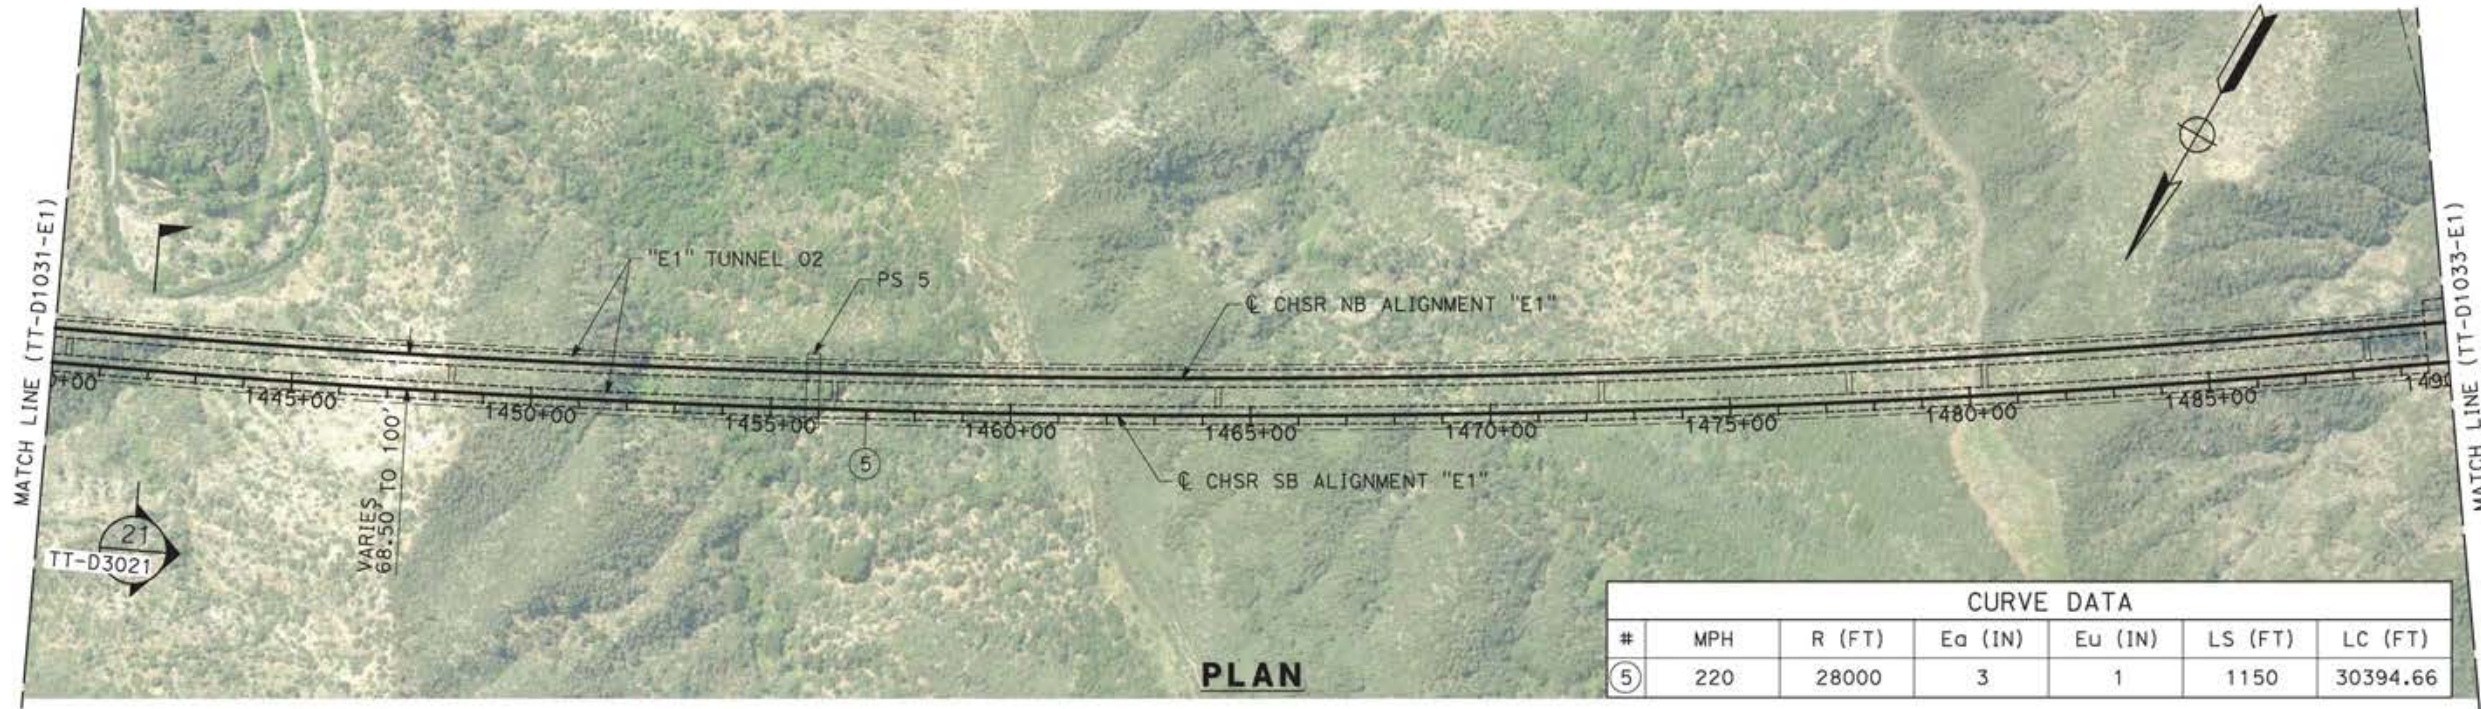 MATCH LINE (TT-D1031-E1)
"E1" TUNNEL 02
PS 5
℄ CHSR NB ALIGNMENT "E1"
MATCH LINE (TT-D1033-E1)
0+00
1445+00
1450+00
1455+00
1460+00
1465+00
1470+00
1475+00
1480+00
1485+00
1490
5
℄ CHSR SB ALIGNMENT "E1"
VARIES
68.50' TO 100'
21
TT-D3021
PLAN
CURVE DATA
# MPH R (FT) Ea (IN) Eu (IN) LS (FT) LC (FT)
5 220 28000 3 1 1150 30394.66